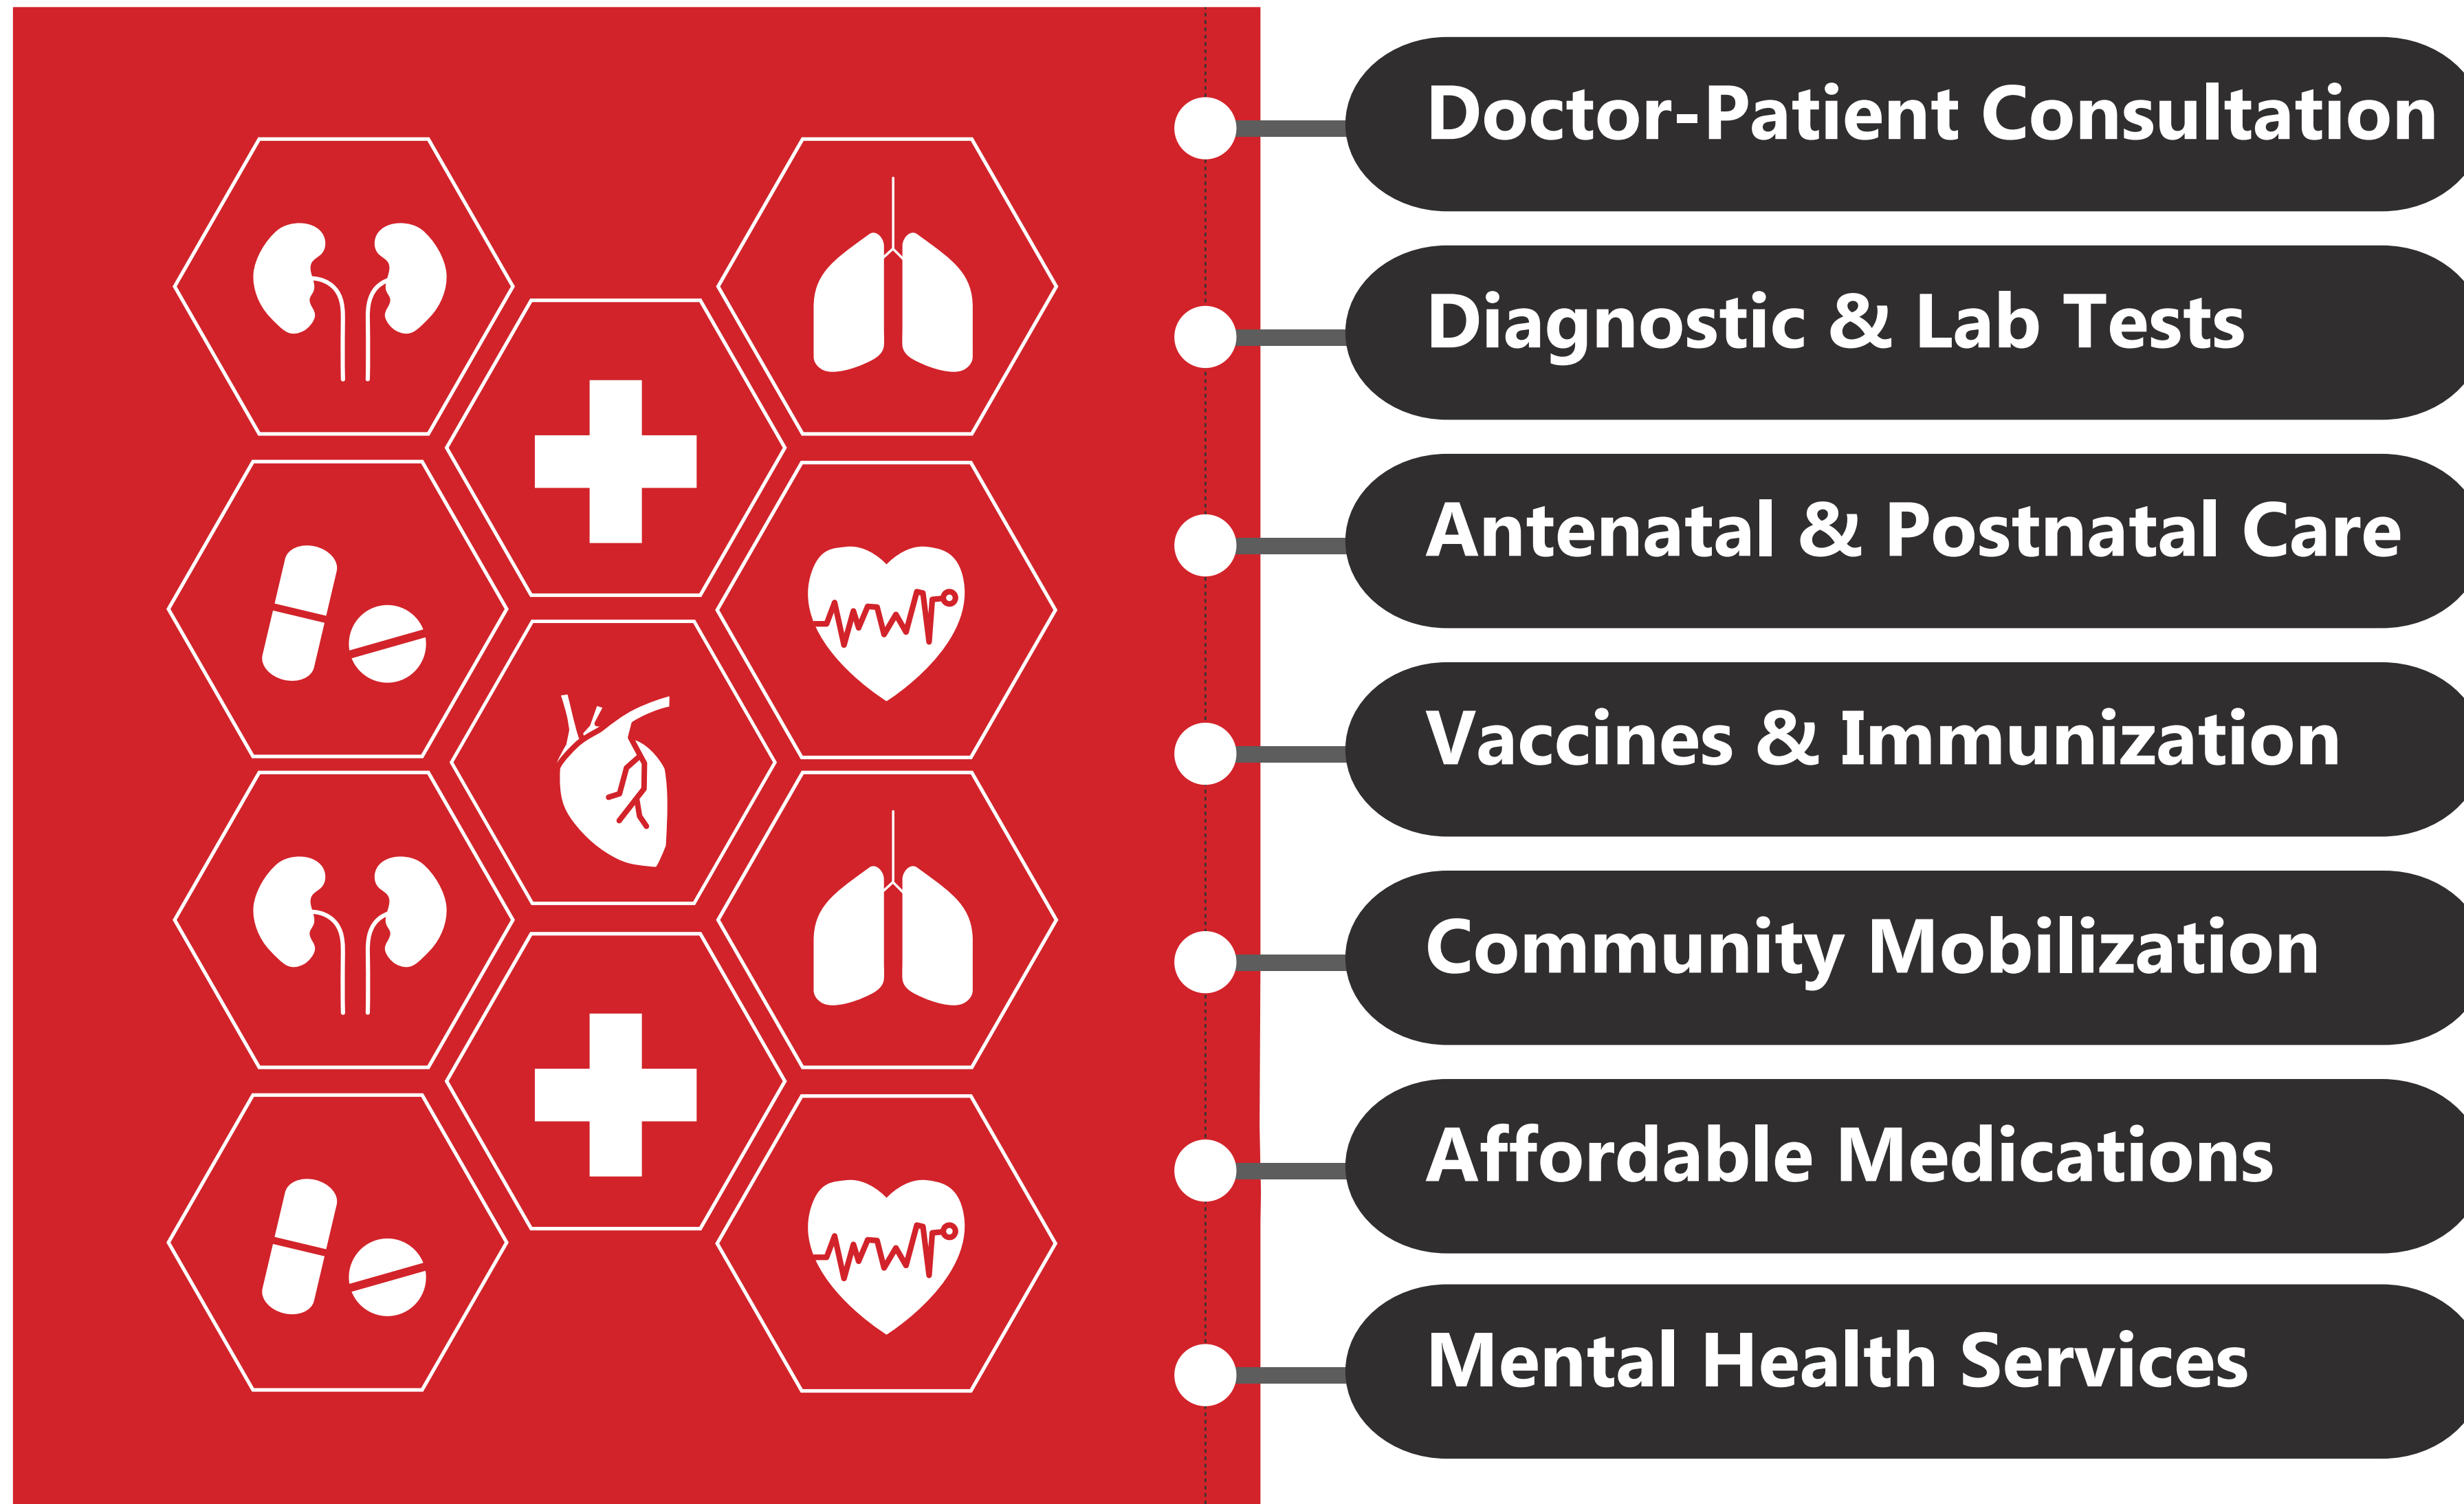 Doctor-Patient Consultation
Diagnostic & Lab Tests
Antenatal & Postnatal Care
Vaccines & Immunization
Community Mobilization
Affordable Medications
Mental Health Services